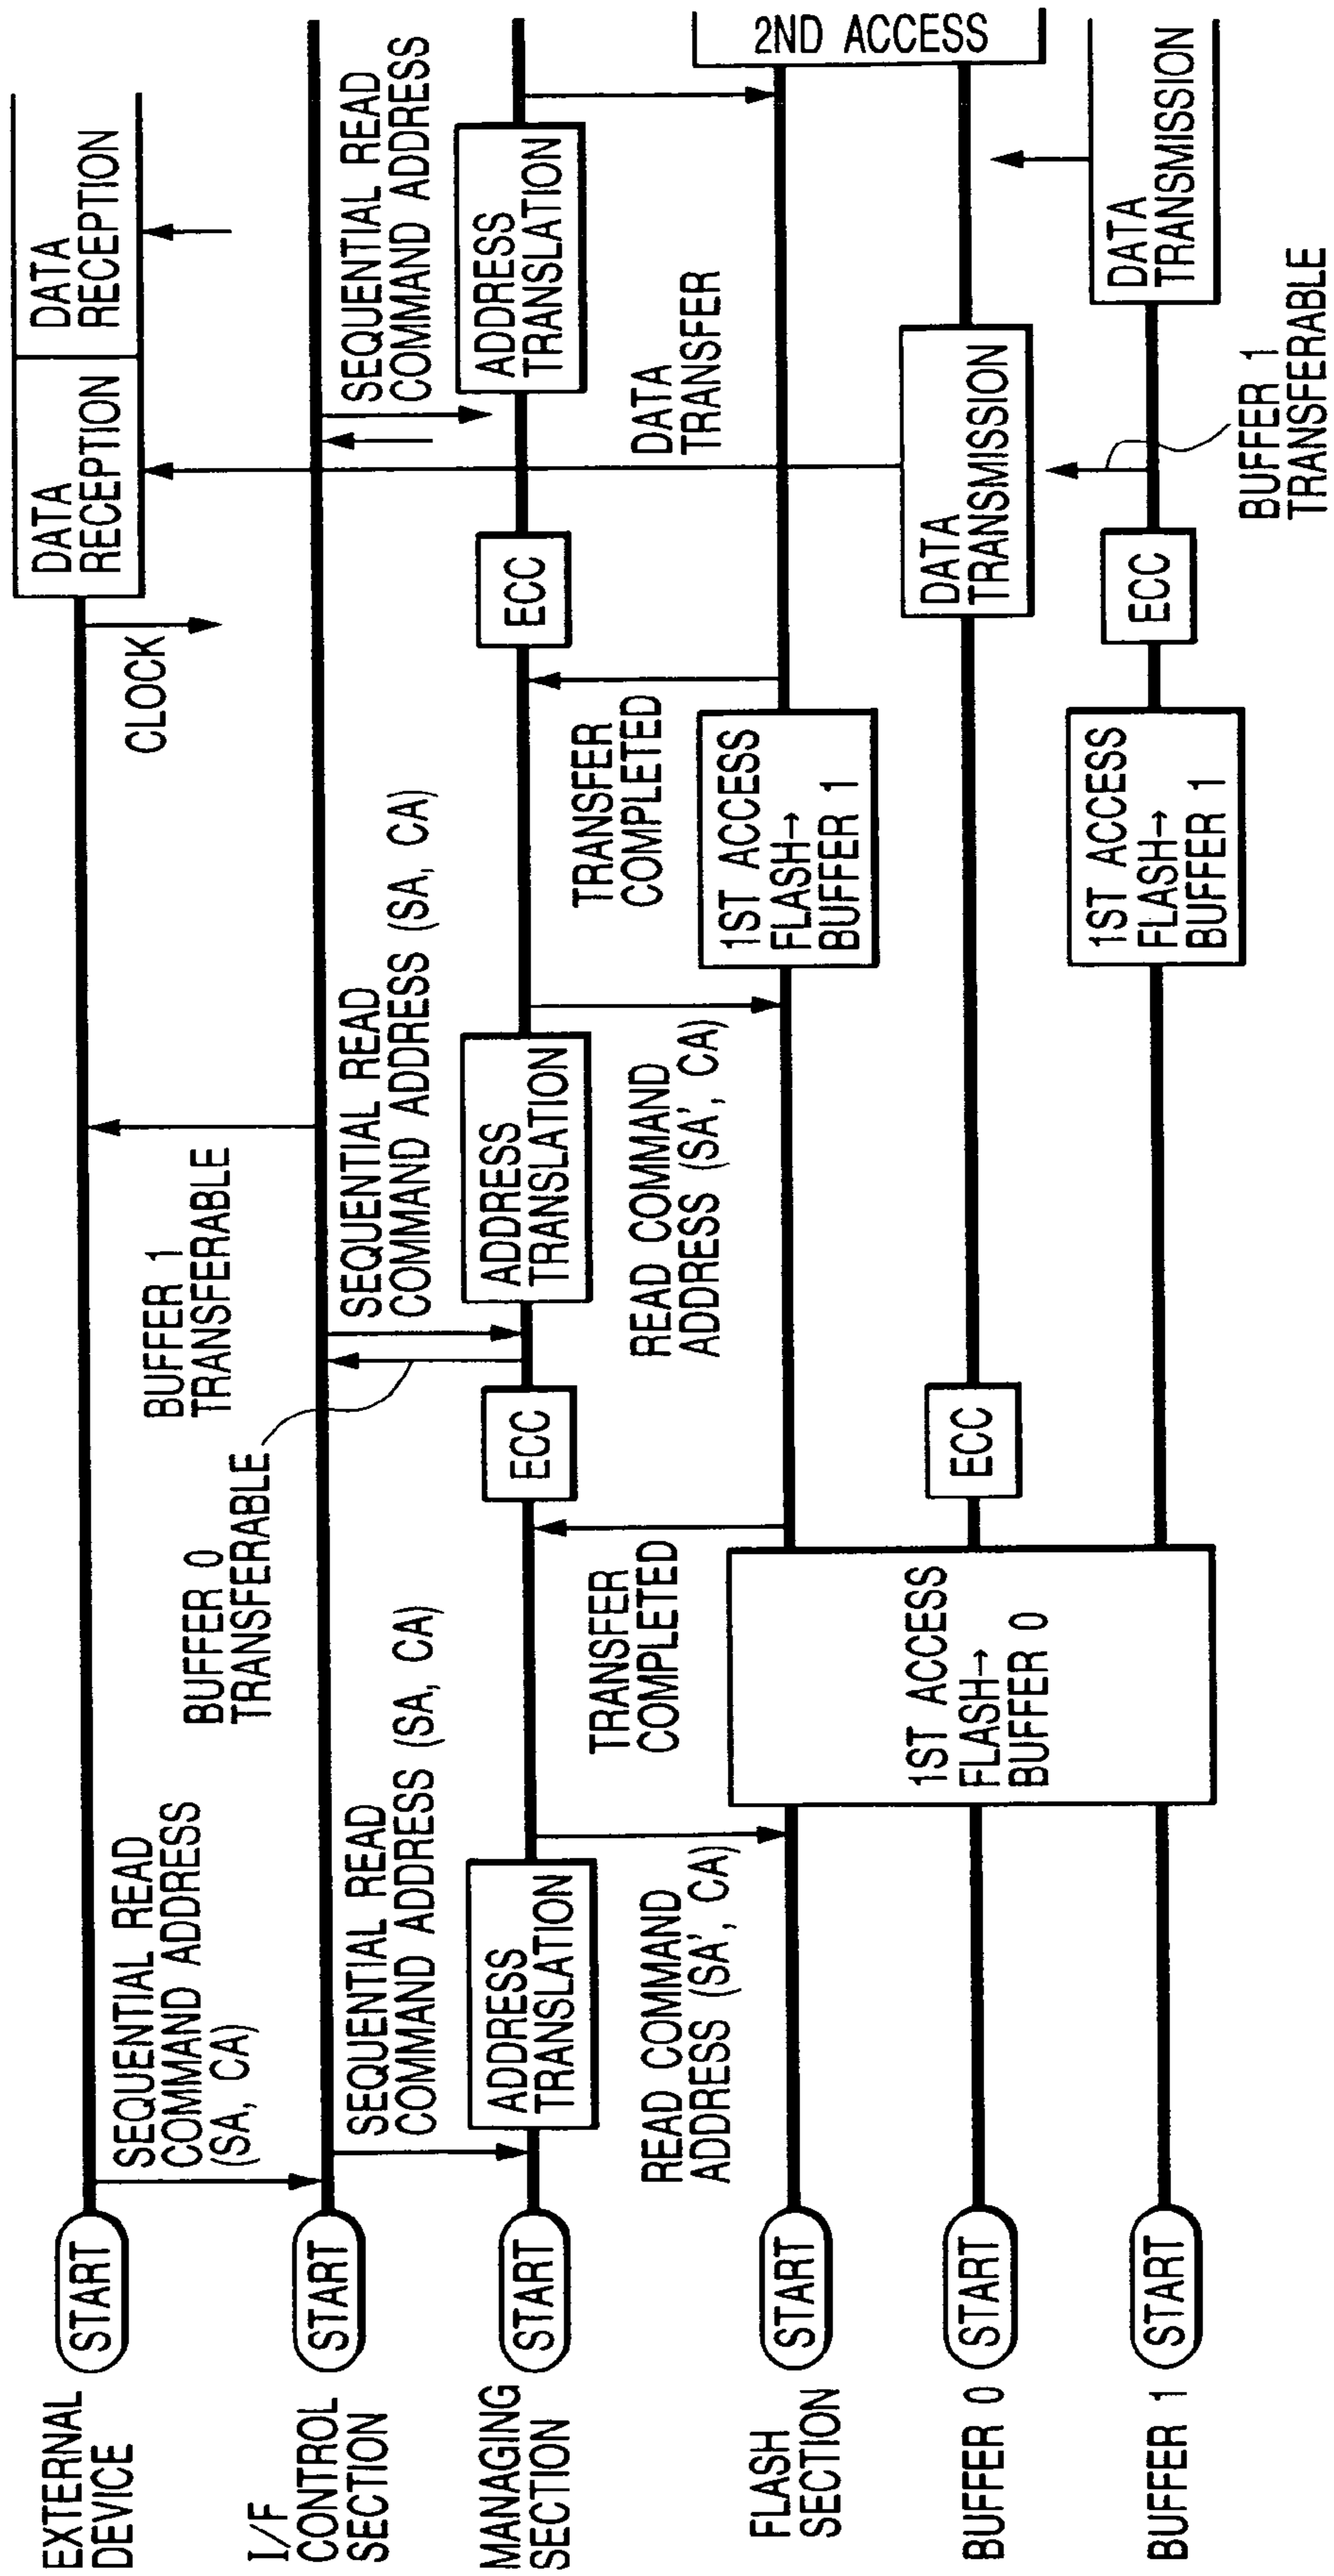 EXTERNAL
DEVICE
START
SEQUENTIAL READ
COMMAND ADDRESS
(SA, CA)
CLOCK
DATA
RECEPTION
DATA
RECEPTION
BUFFER 0
TRANSFERABLE
BUFFER 1
TRANSFERABLE
I/F
CONTROL
SECTION
START
SEQUENTIAL READ
COMMAND ADDRESS (SA, CA)
SEQUENTIAL READ
COMMAND ADDRESS (SA, CA)
SEQUENTIAL READ
COMMAND ADDRESS
MANAGING
SECTION
START
ADDRESS
TRANSLATION
ECC
ADDRESS
TRANSLATION
ECC
ADDRESS
TRANSLATION
READ COMMAND
ADDRESS (SA', CA)
TRANSFER
COMPLETED
READ COMMAND
ADDRESS (SA', CA)
TRANSFER
COMPLETED
DATA
TRANSFER
FLASH
SECTION
START
1ST ACCESS
FLASH→
BUFFER 0
1ST ACCESS
FLASH→
BUFFER 1
2ND ACCESS
BUFFER 0
START
ECC
DATA
TRANSMISSION
BUFFER 1
START
1ST ACCESS
FLASH→
BUFFER 1
ECC
DATA
TRANSMISSION
BUFFER 1
TRANSFERABLE